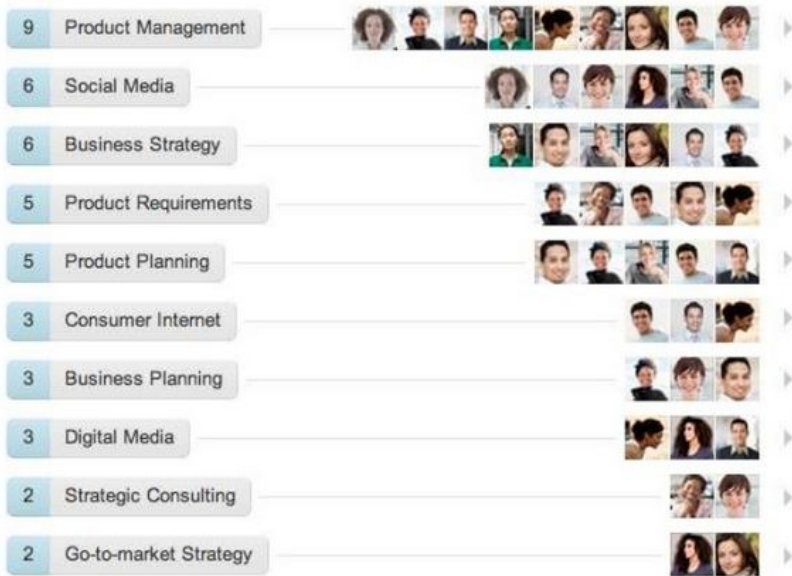 9 Product Management
6 Social Media
6 Business Strategy
5 Product Requirements
5 Product Planning
3 Consumer Internet
3 Business Planning
3 Digital Media
2 Strategic Consulting
2 Go-to-market Strategy